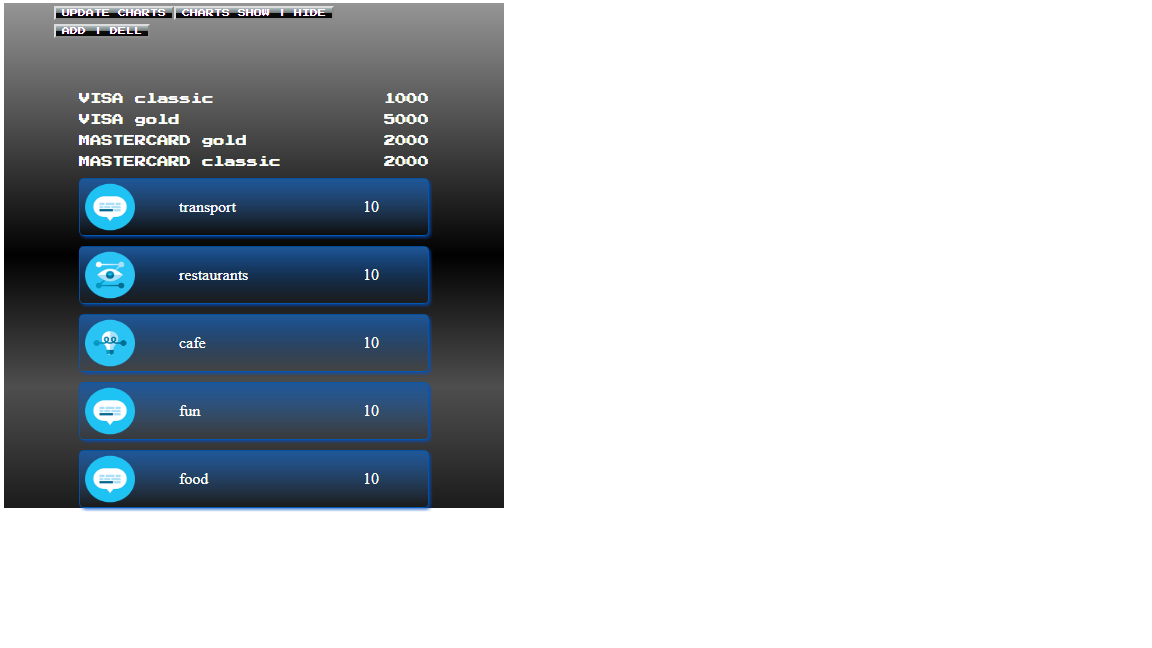 UPDATE CHARTS CHARTS SHOW | HIDE
ADD | DELL
VISA classic 1000
VISA gold 5000
MASTERCARD gold 2000
MASTERCARD classic 2000
transport 10
restaurants 10
cafe 10
fun 10
food 10